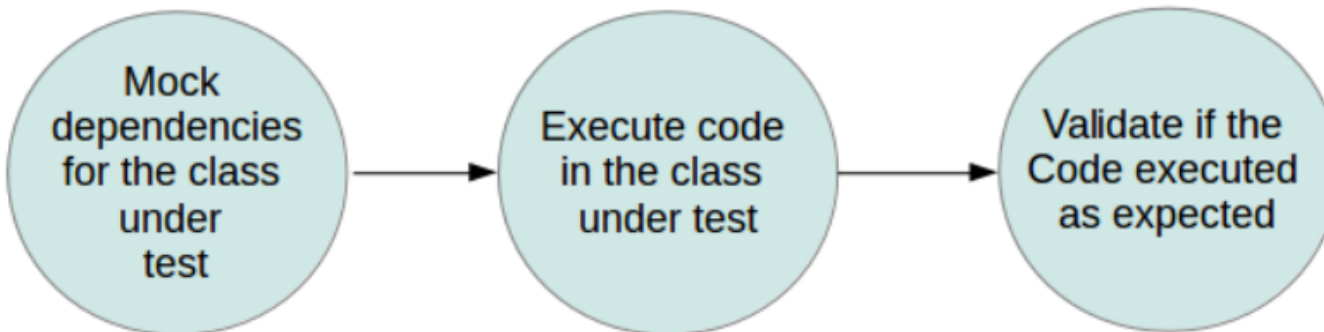 Mock
dependencies
for the class
under
test
Execute code
in the class
under test
Validate if the
Code executed
as expected